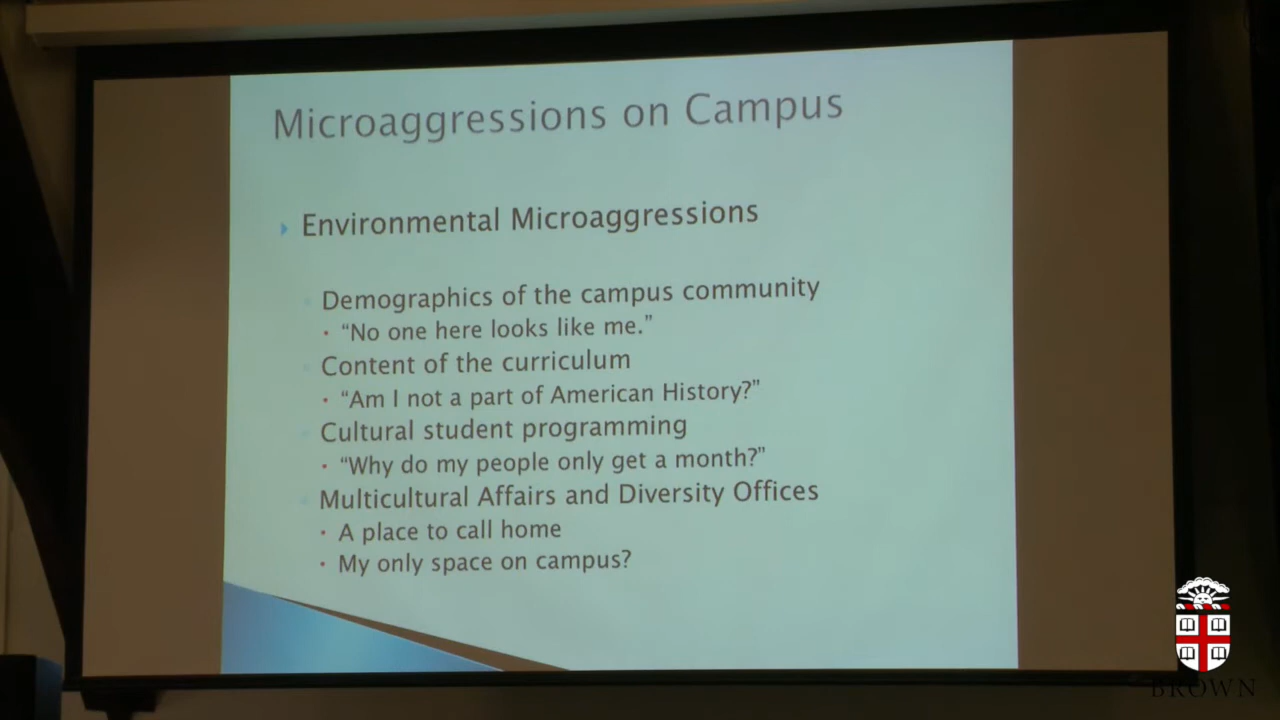 Microaggressions on Campus
Environmental Microaggressions
Demographics of the campus community
• “No one here looks like me.”
Content of the curriculum
• “Am I not a part of American History?”
Cultural student programming
• “Why do my people only get a month?”
Multicultural Affairs and Diversity Offices
• A place to call home
• My only space on campus?
BROWN